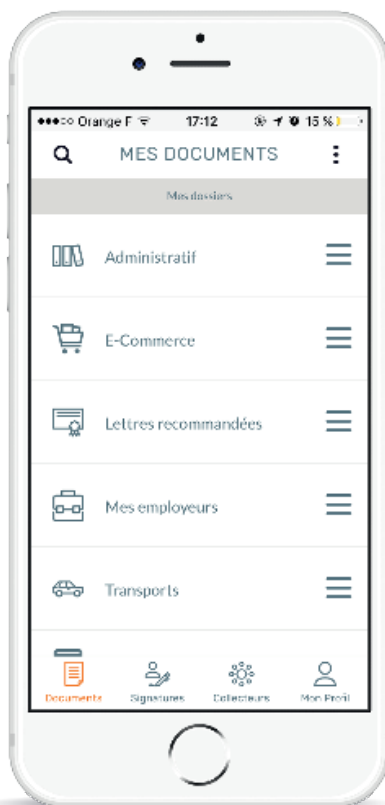 Orange F 17:12 15 %
MES DOCUMENTS
Mes dossiers
Administratif
E-Commerce
Lettres recommandées
Mes employeurs
Transports
Documents Signatures Collecteurs Mon Profil